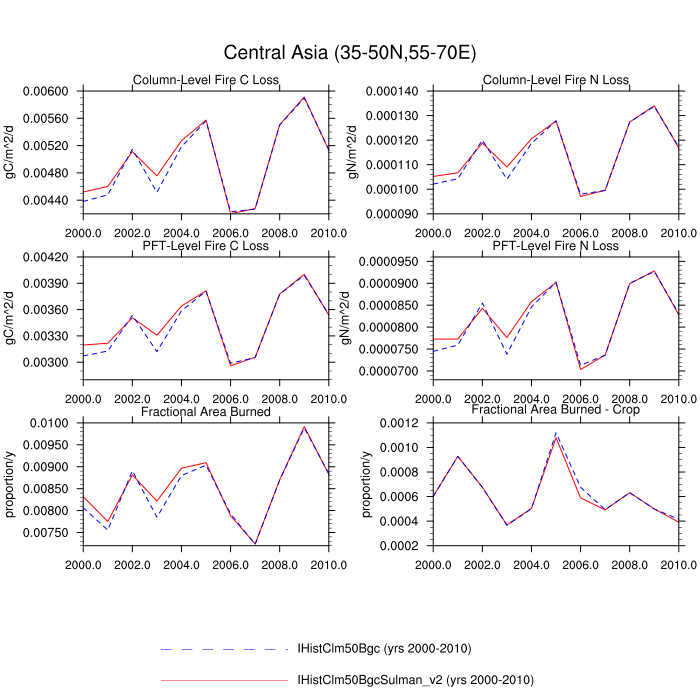 Central Asia (35-50N,55-70E)
Column-Level Fire C Loss
Column-Level Fire N Loss
gC/m^2/d
0.00600
0.00560
0.00520
0.00480
0.00440
2000.0 2002.0 2004.0 2006.0 2008.0 2010.0
gN/m^2/d
0.000140
0.000130
0.000120
0.000110
0.000100
0.000090
2000.0 2002.0 2004.0 2006.0 2008.0 2010.0
PFT-Level Fire C Loss
PFT-Level Fire N Loss
gC/m^2/d
0.00420
0.00390
0.00360
0.00330
0.00300
2000.0 2002.0 2004.0 2006.0 2008.0 2010.0
gN/m^2/d
0.0000950
0.0000900
0.0000850
0.0000800
0.0000750
0.0000700
2000.0 2002.0 2004.0 2006.0 2008.0 2010.0
Fractional Area Burned
Fractional Area Burned - Crop
proportion/y
0.0100
0.00950
0.00900
0.00850
0.00800
0.00750
2000.0 2002.0 2004.0 2006.0 2008.0 2010.0
proportion/y
0.0012
0.0010
0.0008
0.0006
0.0004
0.0002
2000.0 2002.0 2004.0 2006.0 2008.0 2010.0
IHistClm50Bgc (yrs 2000-2010)
IHistClm50BgcSulman_v2 (yrs 2000-2010)